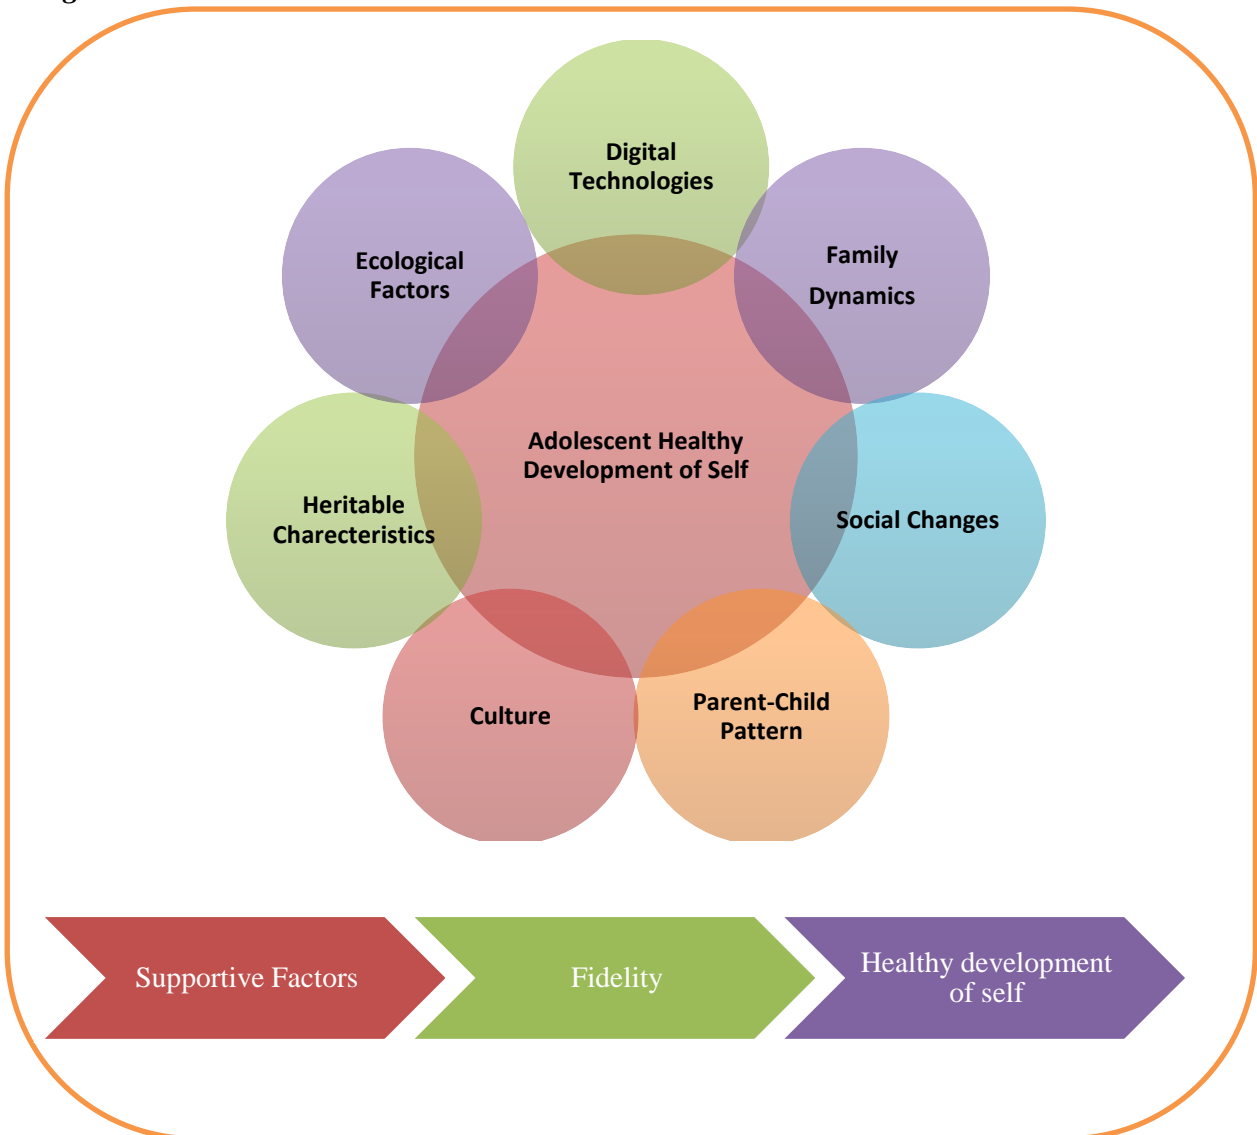 Digital
Technologies
Ecological
Factors
Family
Dynamics
Adolescent Healthy
Development of Self
Heritable
Charecteristics
Social Changes
Culture
Parent-Child
Pattern
Supportive Factors
Fidelity
Healthy development
of self